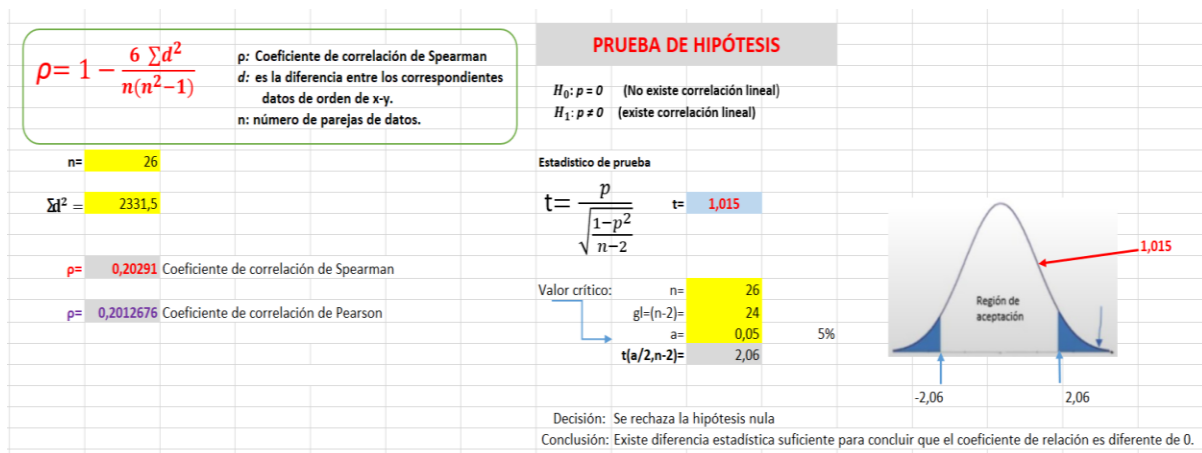 ρ= 1 − 6 ∑d² / n(n²−1)
ρ: Coeficiente de correlación de Spearman
d: es la diferencia entre los correspondientes
datos de orden de x-y.
n: número de parejas de datos.
n= 26
∑d² = 2331,5
ρ= 0,20291 Coeficiente de correlación de Spearman
ρ= 0,2012676 Coeficiente de correlación de Pearson
PRUEBA DE HIPÓTESIS
H₀: p = 0 (No existe correlación lineal)
H₁: p ≠ 0 (existe correlación lineal)
Estadistico de prueba
t= p / √((1−p²)/(n−2))
t= 1,015
Valor crítico: n= 26
gl=(n-2)= 24
a= 0,05 5%
t(a/2,n-2)= 2,06
1,015
Región de
aceptación
-2,06 2,06
Decisión: Se rechaza la hipótesis nula
Conclusión: Existe diferencia estadística suficiente para concluir que el coeficiente de relación es diferente de 0.